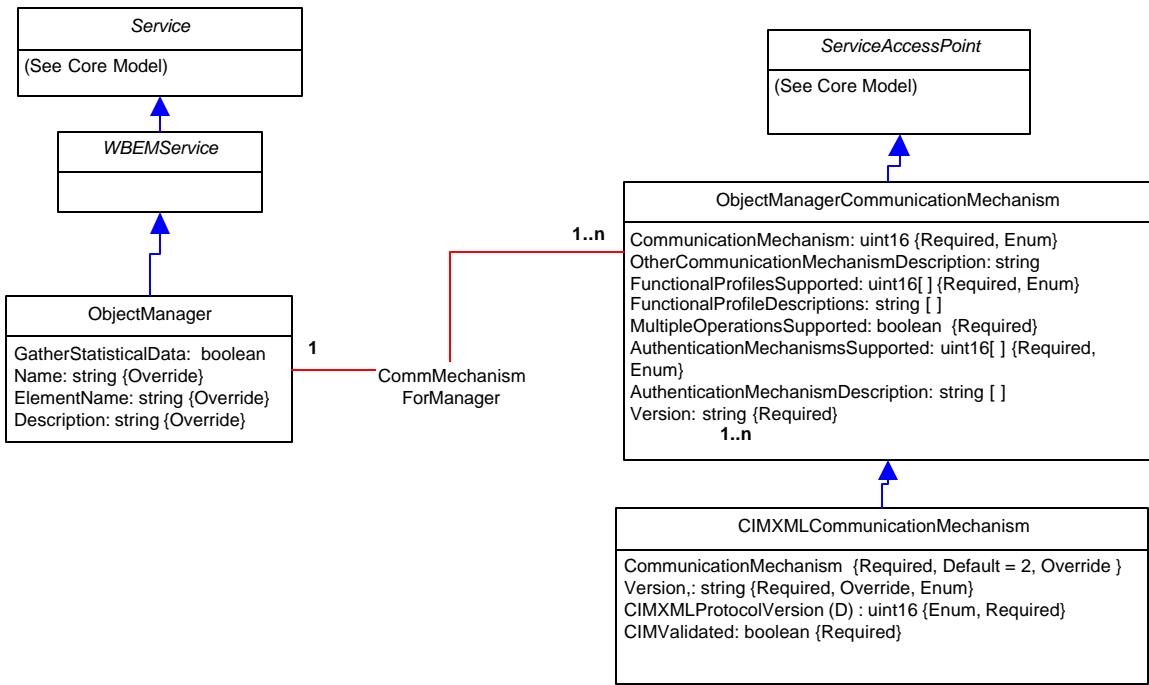 Service
(See Core Model)
WBEMService
ObjectManager
GatherStatisticalData:  boolean
Name: string {Override}
ElementName: string {Override}
Description: string {Override}
1
CommMechanism
ForManager
1..n
ServiceAccessPoint
(See Core Model)
ObjectManagerCommunicationMechanism
CommunicationMechanism: uint16 {Required, Enum}
OtherCommunicationMechanismDescription: string
FunctionalProfilesSupported: uint16[ ] {Required, Enum}
FunctionalProfileDescriptions: string [ ]
MultipleOperationsSupported: boolean  {Required}
AuthenticationMechanismsSupported: uint16[ ] {Required,
Enum}
AuthenticationMechanismDescription: string [ ]
Version: string {Required}
1..n
CIMXMLCommunicationMechanism
CommunicationMechanism  {Required, Default = 2, Override }
Version,: string {Required, Override, Enum}
CIMXMLProtocolVersion (D) : uint16 {Enum, Required}
CIMValidated: boolean {Required}